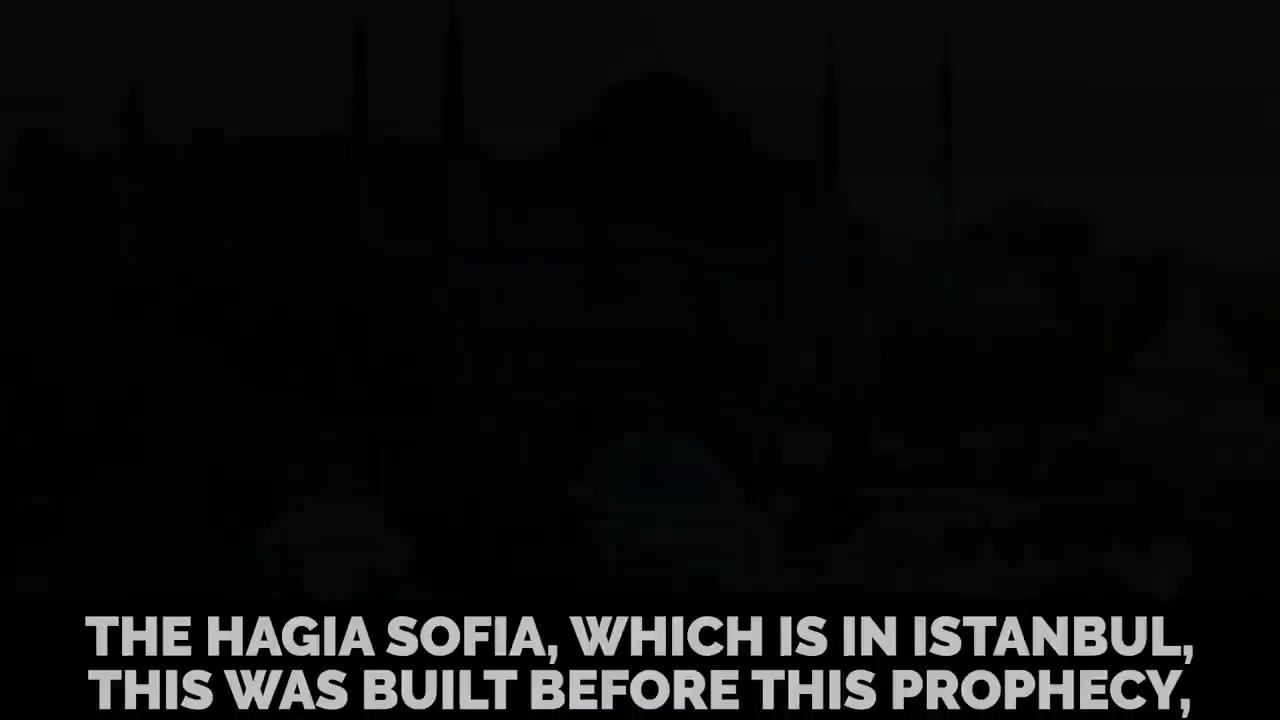 THE HAGIA SOFIA, WHICH IS IN ISTANBUL,
THIS WAS BUILT BEFORE THIS PROPHECY,